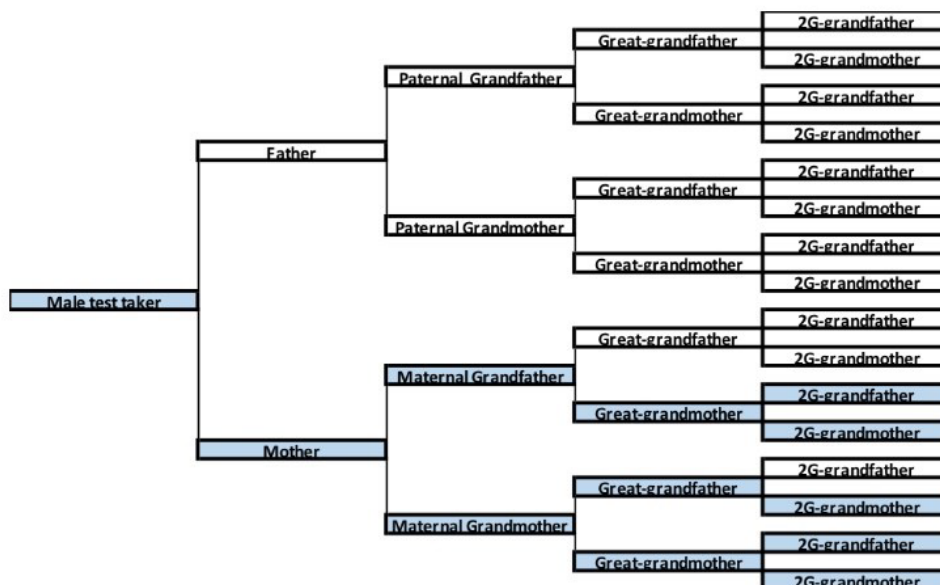 2G-grandfather
Great-grandfather
2G-grandmother
Paternal Grandfather
2G-grandfather
Great-grandmother
2G-grandmother
Father
2G-grandfather
Great-grandfather
2G-grandmother
Paternal Grandmother
2G-grandfather
Great-grandmother
2G-grandmother
Male test taker
2G-grandfather
Great-grandfather
2G-grandmother
Maternal Grandfather
2G-grandfather
Great-grandmother
2G-grandmother
Mother
2G-grandfather
Great-grandfather
2G-grandmother
Maternal Grandmother
2G-grandfather
Great-grandmother
2G-grandmother